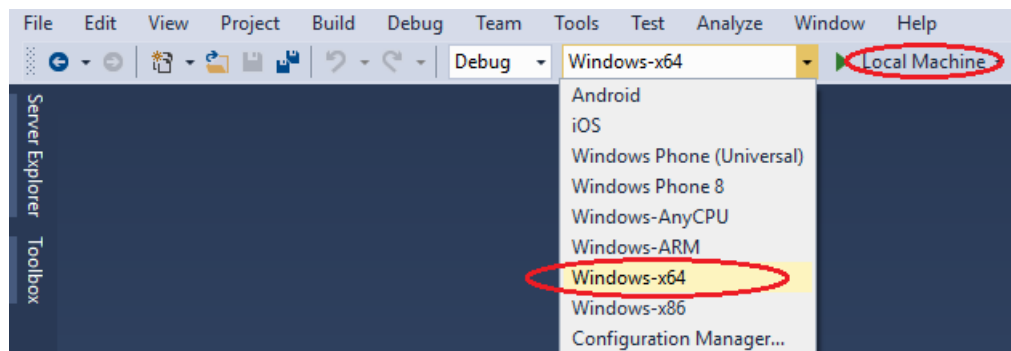 File Edit View Project Build Debug Team Tools Test Analyze Window Help
Debug Windows-x64 Local Machine
Server Explorer
Toolbox
Android
iOS
Windows Phone (Universal)
Windows Phone 8
Windows-AnyCPU
Windows-ARM
Windows-x64
Windows-x86
Configuration Manager...